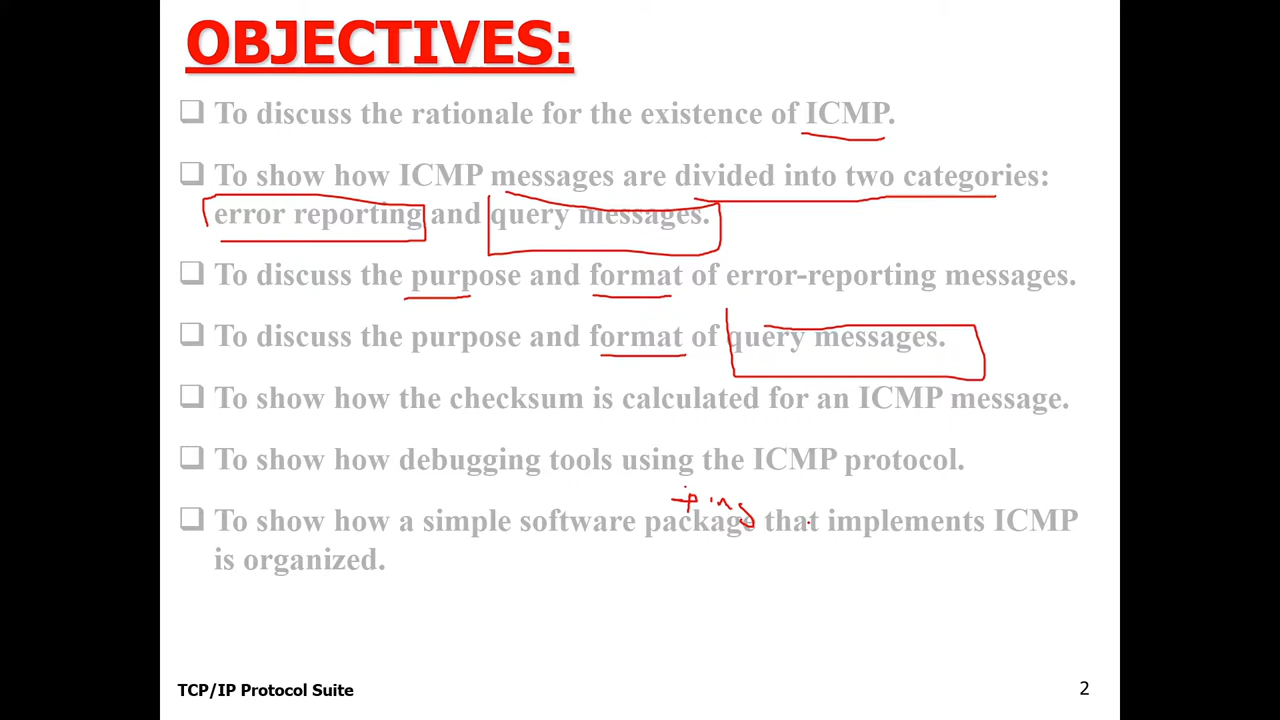 OBJECTIVES:
❑ To discuss the rationale for the existence of ICMP.
❑ To show how ICMP messages are divided into two categories:
error reporting and query messages.
❑ To discuss the purpose and format of error-reporting messages.
❑ To discuss the purpose and format of query messages.
❑ To show how the checksum is calculated for an ICMP message.
❑ To show how debugging tools using the ICMP protocol.
ping
❑ To show how a simple software package that implements ICMP
is organized.
TCP/IP Protocol Suite
2